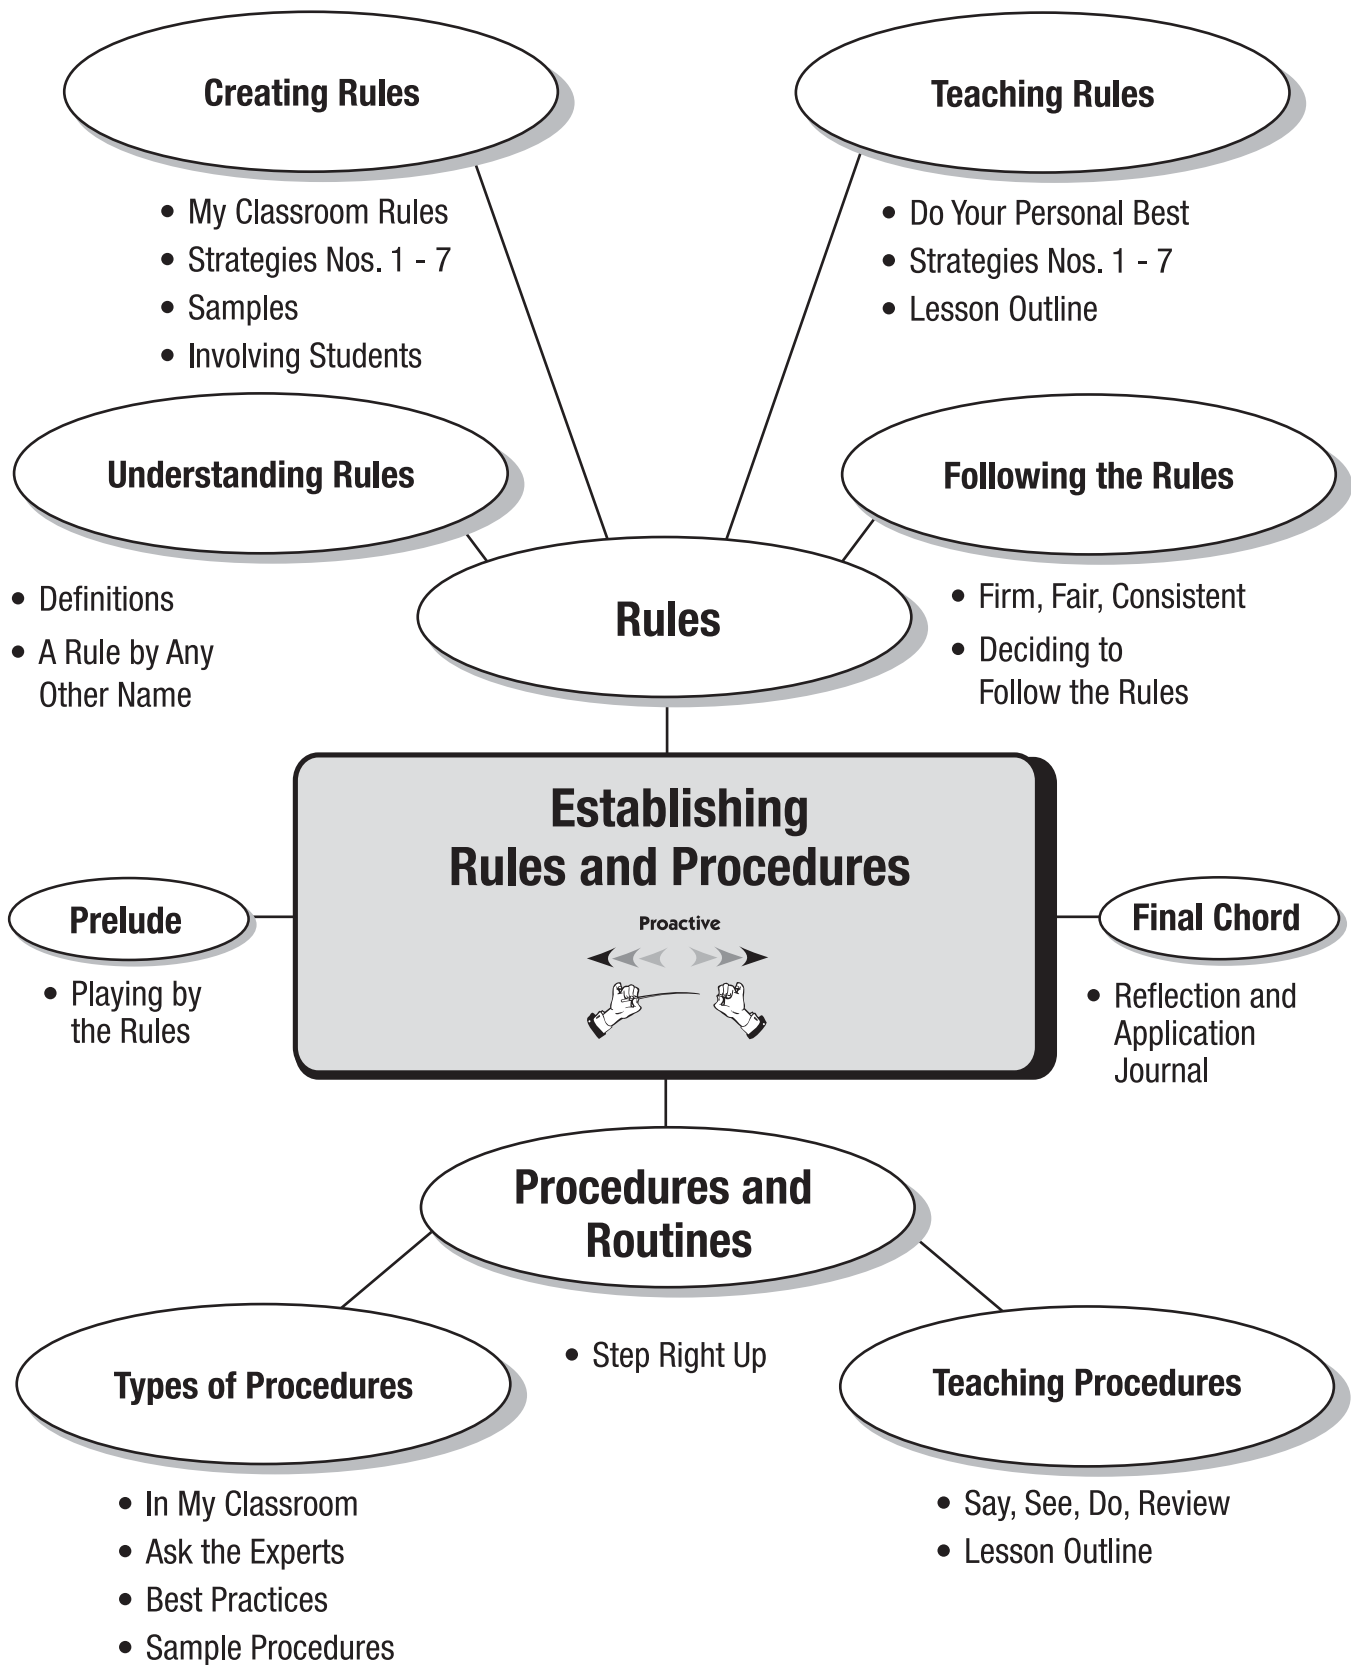 Creating Rules
• My Classroom Rules
• Strategies Nos. 1 - 7
• Samples
• Involving Students
Teaching Rules
• Do Your Personal Best
• Strategies Nos. 1 - 7
• Lesson Outline
Understanding Rules
• Definitions
• A Rule by Any
Other Name
Following the Rules
• Firm, Fair, Consistent
• Deciding to
Follow the Rules
Rules
Establishing
Rules and Procedures
Proactive
Prelude
• Playing by
the Rules
Final Chord
• Reflection and
Application
Journal
Procedures and
Routines
• Step Right Up
Types of Procedures
• In My Classroom
• Ask the Experts
• Best Practices
• Sample Procedures
Teaching Procedures
• Say, See, Do, Review
• Lesson Outline